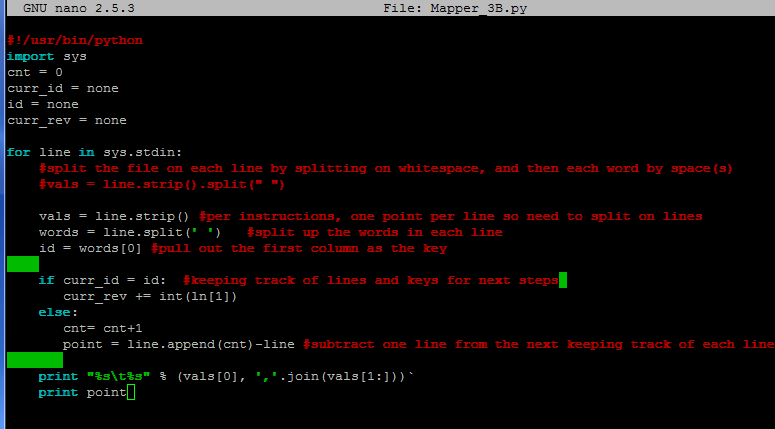 GNU nano 2.5.3 File: Mapper_3B.py
#!/usr/bin/python
import sys
cnt = 0
curr_id = none
id = none
curr_rev = none
for line in sys.stdin:
#split the file on each line by splitting on whitespace, and then each word by space(s)
#vals = line.strip().split(" ")
vals = line.strip() #per instructions, one point per line so need to split on lines
words = line.split(' ') #split up the words in each line
id = words[0] #pull out the first column as the key
if curr_id = id: #keeping track of lines and keys for next steps
curr_rev += int(ln[1])
else:
cnt= cnt+1
point = line.append(cnt)-line #subtract one line from the next keeping track of each line
print "%s\t%s" % (vals[0], ','.join(vals[1:]))`
print point